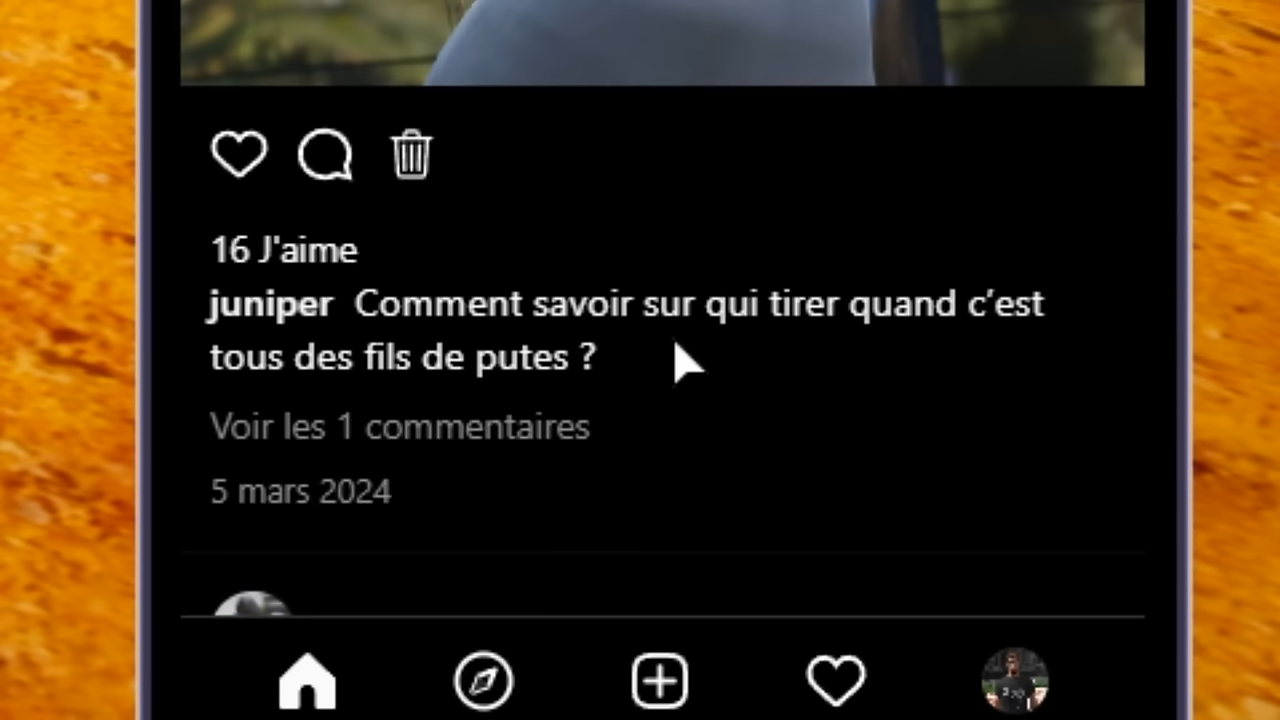 16 J'aime
juniper Comment savoir sur qui tirer quand c’est
tous des fils de putes ?
Voir les 1 commentaires
5 mars 2024